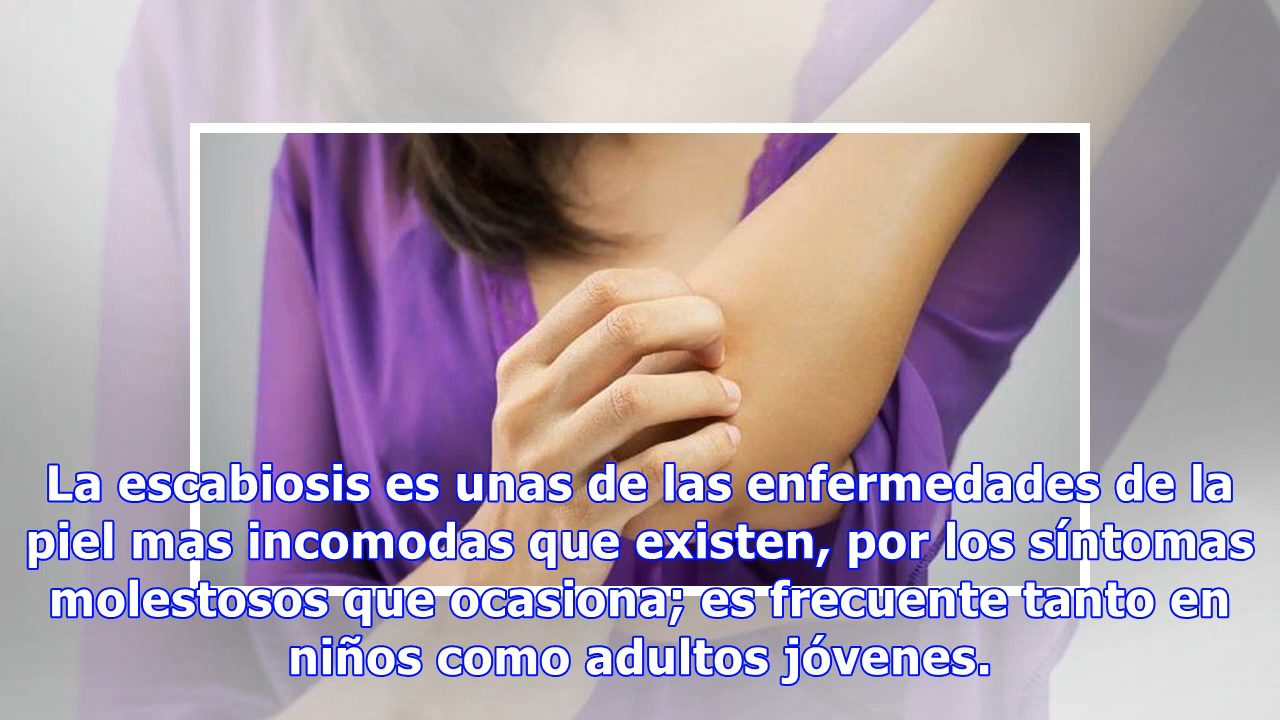 La escabiosis es unas de las enfermedades de la
piel mas incomodas que existen, por los síntomas
molestosos que ocasiona; es frecuente tanto en
niños como adultos jóvenes.